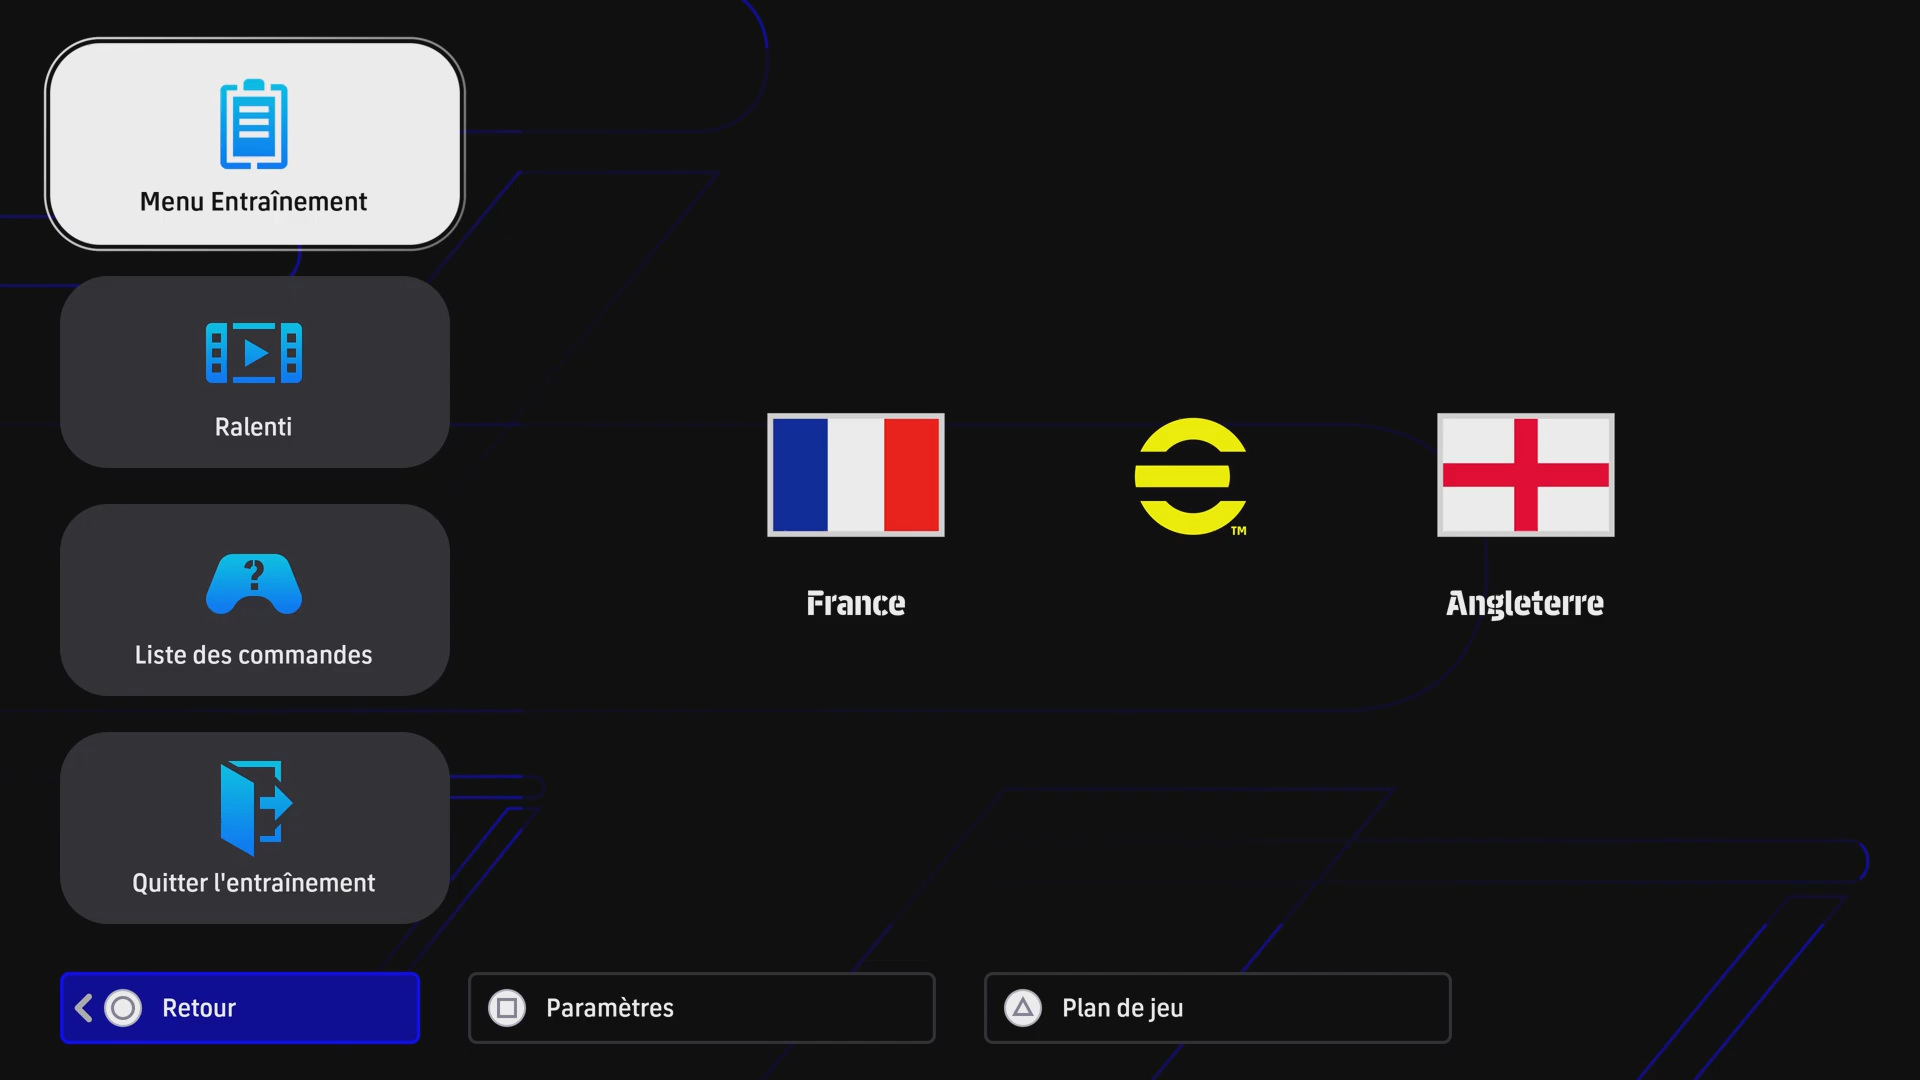 Menu Entraînement
Ralenti
Liste des commandes
Quitter l'entraînement
France
TM
Angleterre
Retour
Paramètres
Plan de jeu